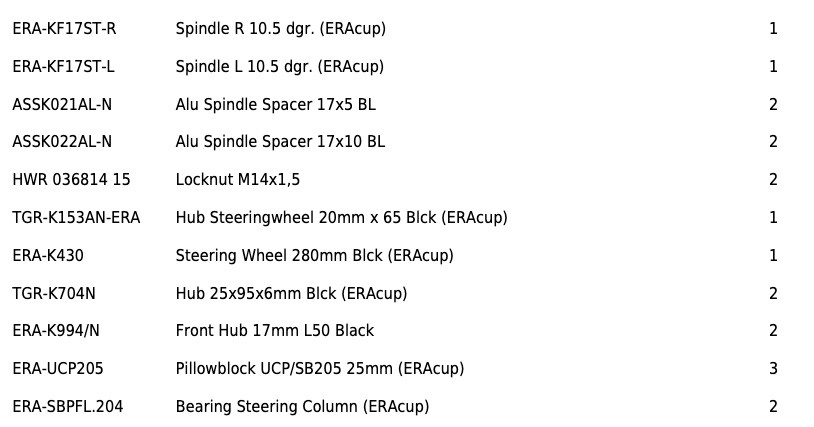 ERA-KF17ST-R Spindle R 10.5 dgr. (ERAcup) 1
ERA-KF17ST-L Spindle L 10.5 dgr. (ERAcup) 1
ASSK021AL-N Alu Spindle Spacer 17x5 BL 2
ASSK022AL-N Alu Spindle Spacer 17x10 BL 2
HWR 036814 15 Locknut M14x1,5 2
TGR-K153AN-ERA Hub Steeringwheel 20mm x 65 Blck (ERAcup) 1
ERA-K430 Steering Wheel 280mm Blck (ERAcup) 1
TGR-K704N Hub 25x95x6mm Blck (ERAcup) 2
ERA-K994/N Front Hub 17mm L50 Black 2
ERA-UCP205 Pillowblock UCP/SB205 25mm (ERAcup) 3
ERA-SBPFL.204 Bearing Steering Column (ERAcup) 2